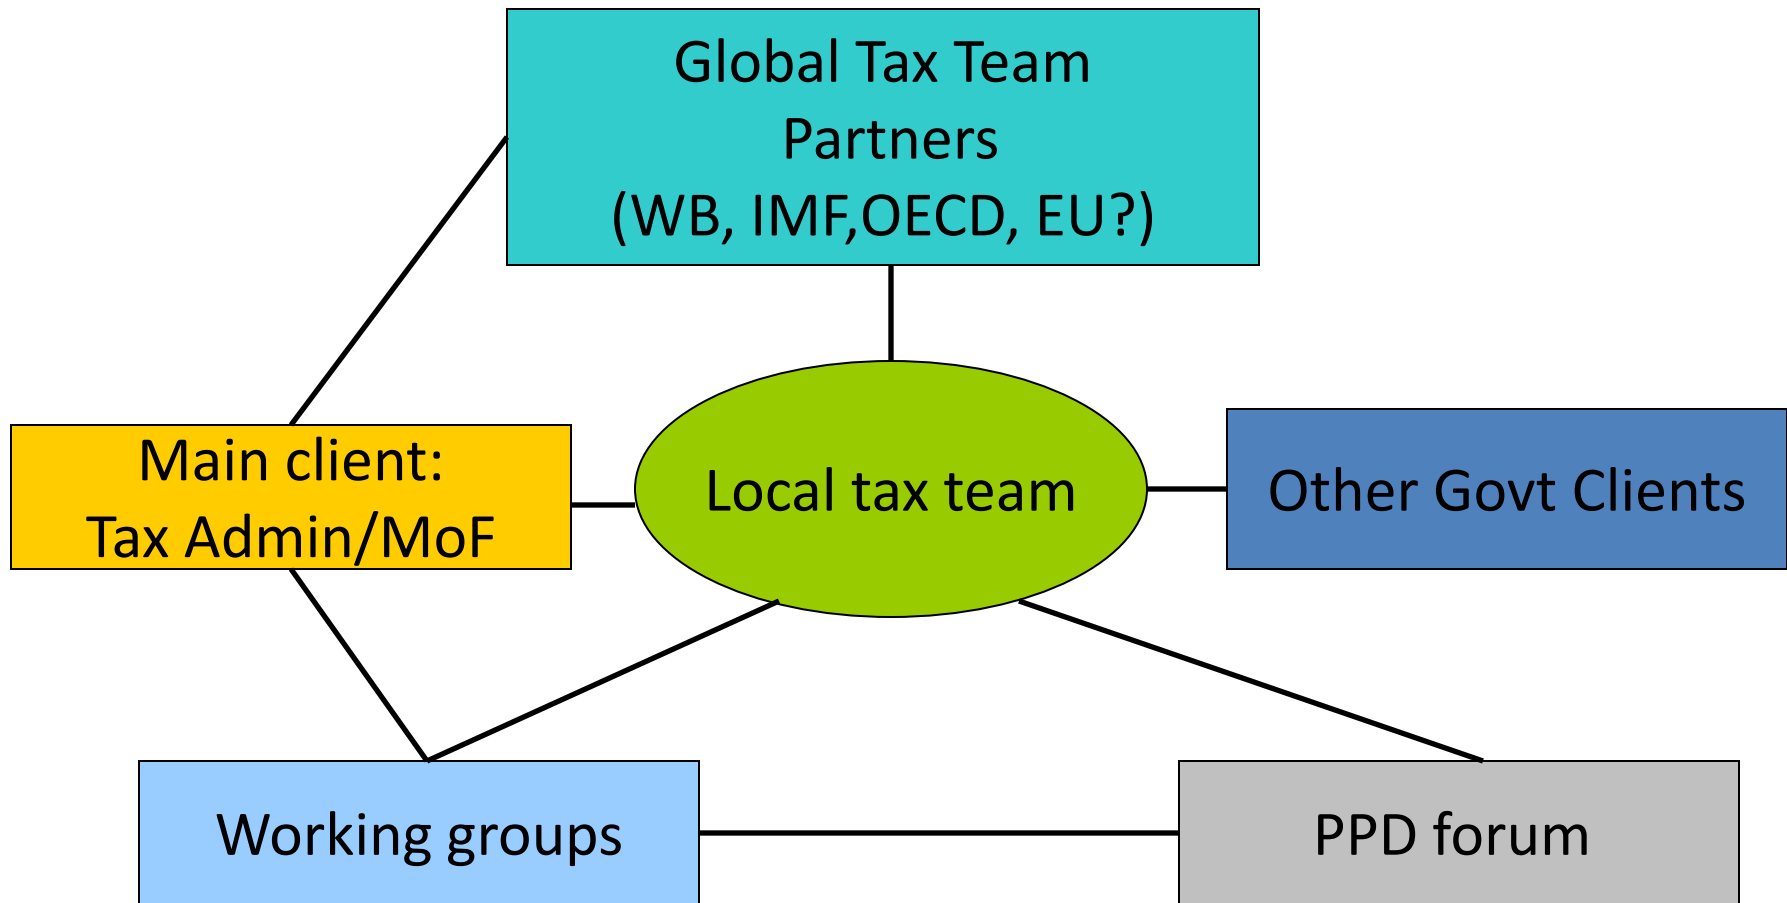 Global Tax Team
Partners
(WB, IMF,OECD, EU?)
Main client:
Tax Admin/MoF
Local tax team
Other Govt Clients
Working groups
PPD forum